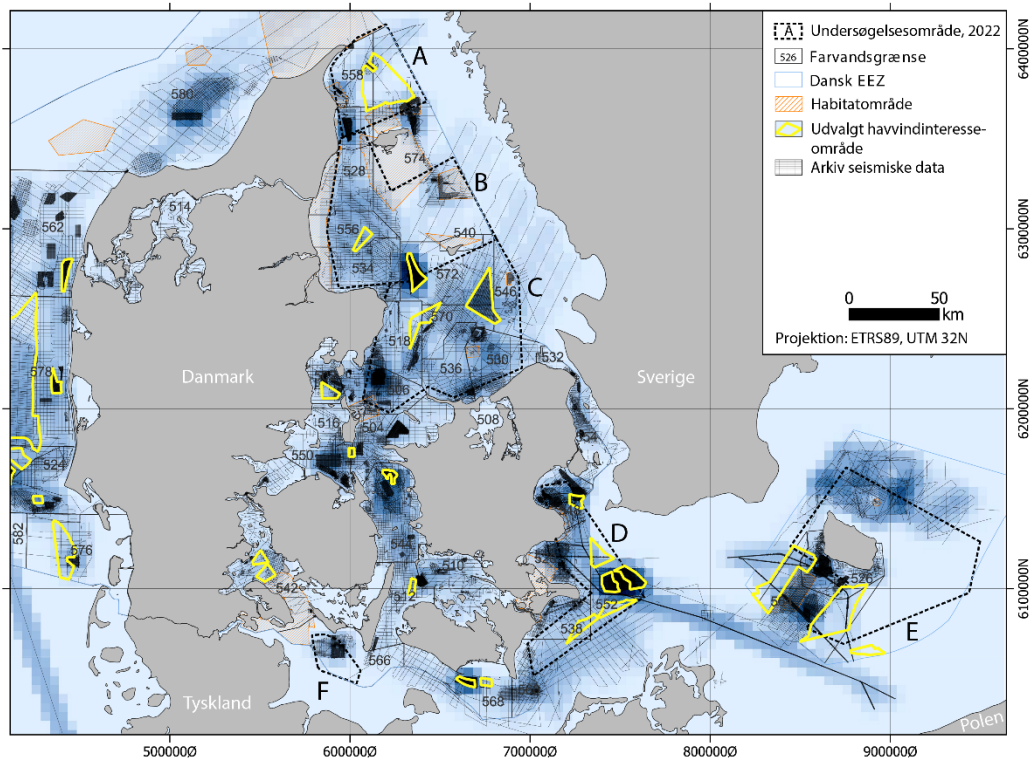 A Undersøgelsesområde, 2022
526 Farvandsgrænse
Dansk EEZ
Habitatområde
Udvalgt havvindinteresse-
område
Arkiv seismiske data
0 50
km
Projektion: ETRS89, UTM 32N
A
558
580
574
528
B
514
562
556
540
534
572
C
546
570
518
530
532
536
578
Danmark
Sverige
506
508
516
504
550
524
D
582
576
544
510
542
512
552
526
538
E
566
F
568
Tyskland
Polen
6400000N
6300000N
6200000N
6100000N
500000Ø
600000Ø
700000Ø
800000Ø
900000Ø